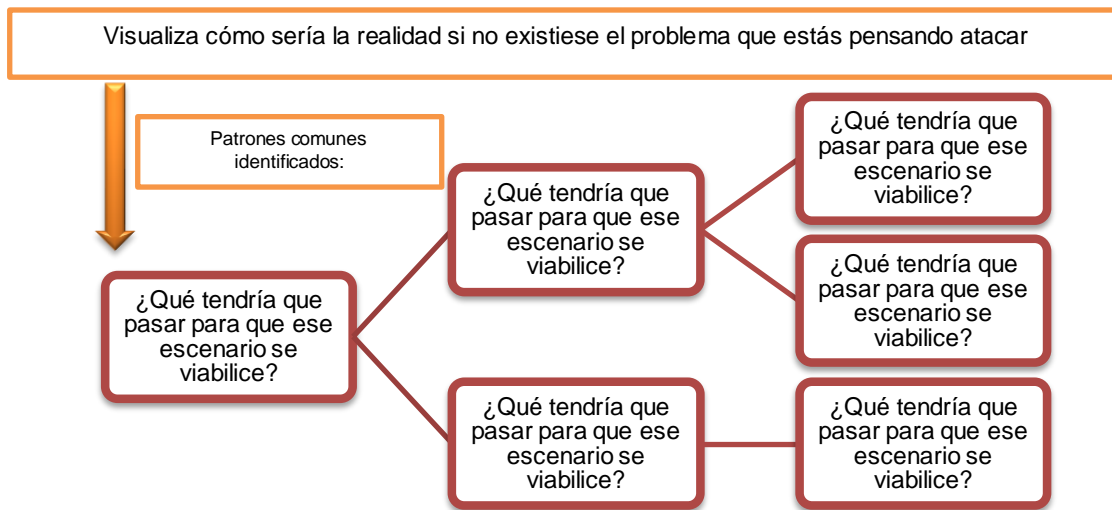 Visualiza cómo sería la realidad si no existiese el problema que estás pensando atacar
Patrones comunes
identificados:
¿Qué tendría que
pasar para que ese
escenario se
viabilice?
¿Qué tendría que
pasar para que ese
escenario se
viabilice?
¿Qué tendría que
pasar para que ese
escenario se
viabilice?
¿Qué tendría que
pasar para que ese
escenario se
viabilice?
¿Qué tendría que
pasar para que ese
escenario se
viabilice?
¿Qué tendría que
pasar para que ese
escenario se
viabilice?